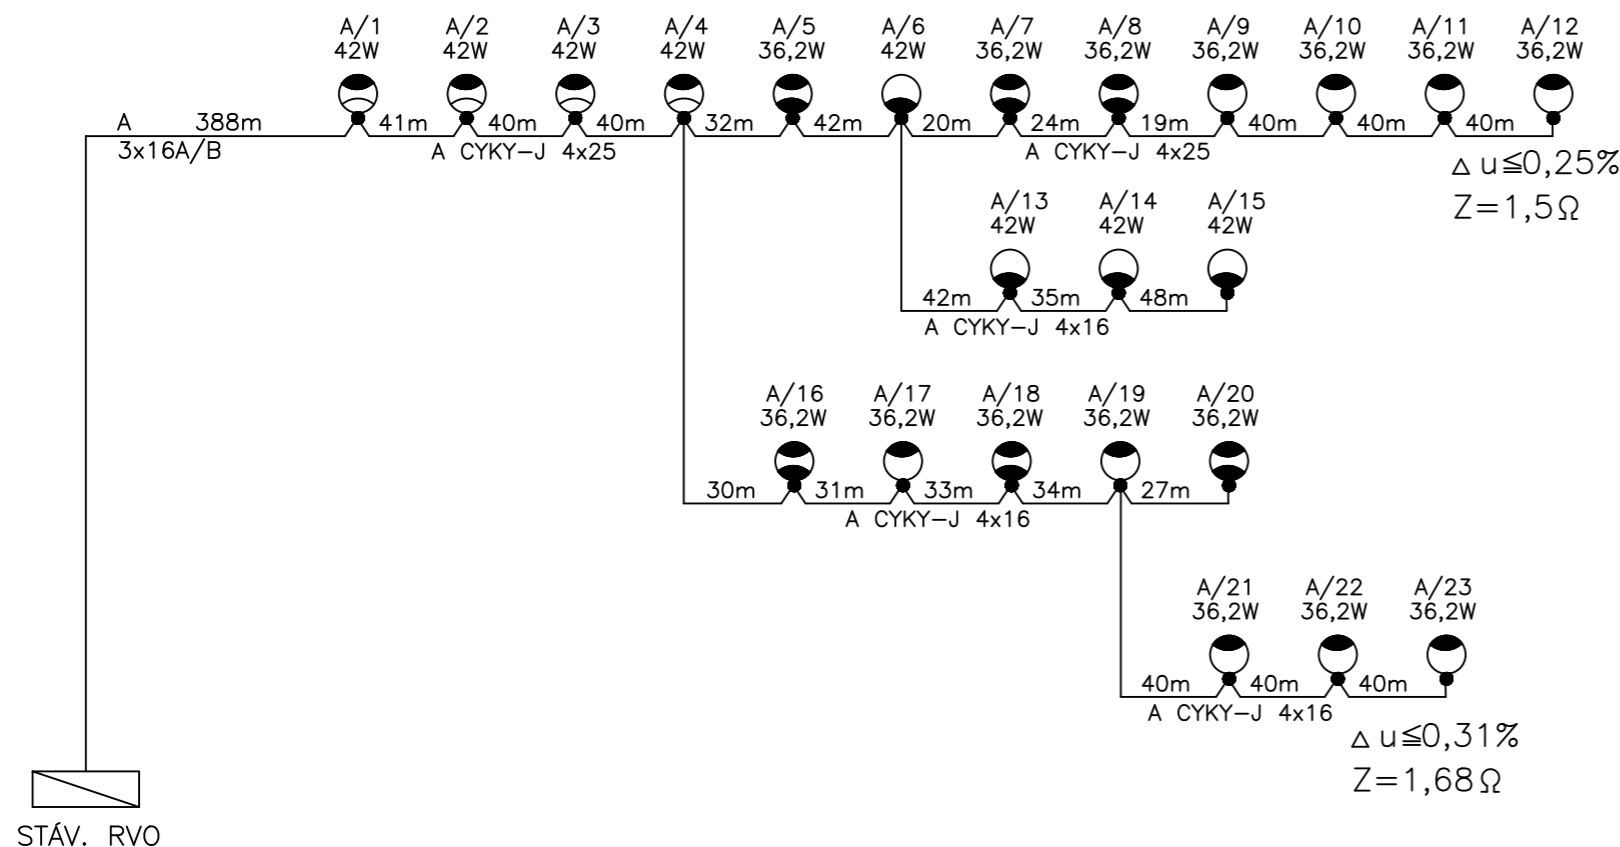 A/1 A/2 A/3 A/4 A/5 A/6 A/7 A/8 A/9 A/10 A/11 A/12
42W 42W 42W 42W 36,2W 42W 36,2W 36,2W 36,2W 36,2W 36,2W 36,2W
A 388m 41m 40m 40m 32m 42m 20m 24m 19m 40m 40m 40m
3x16A/B A CYKY-J 4x25 A CYKY-J 4x25
Δ u≦0,25%
Z=1,5Ω
A/13 A/14 A/15
42W 42W 42W
42m 35m 48m
A CYKY-J 4x16
A/16 A/17 A/18 A/19 A/20
36,2W 36,2W 36,2W 36,2W 36,2W
30m 31m 33m 34m 27m
A CYKY-J 4x16
A/21 A/22 A/23
36,2W 36,2W 36,2W
40m 40m 40m
A CYKY-J 4x16
Δ u≦0,31%
Z=1,68Ω
STÁV. RVO